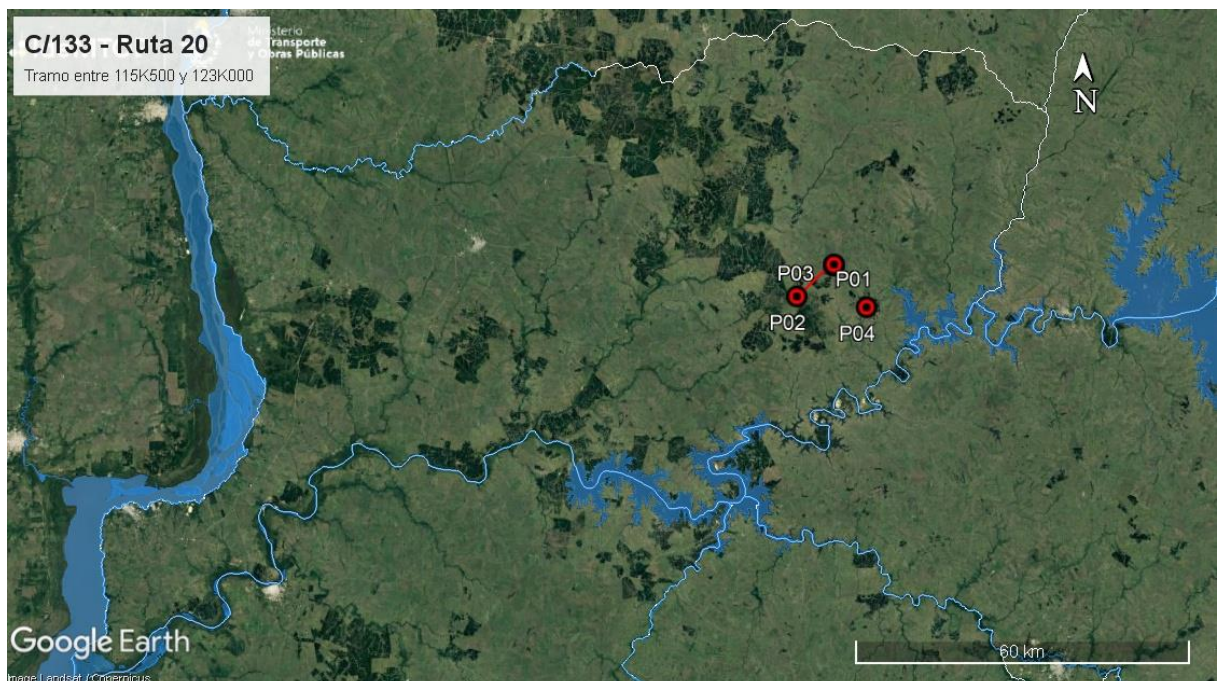 C/133 - Ruta 20
Tramo entre 115K500 y 123K000
Ministerio
de Transporte
y Obras Públicas
N
P03
P01
P02
P04
Google Earth
60 km
Image Landsat / Copernicus